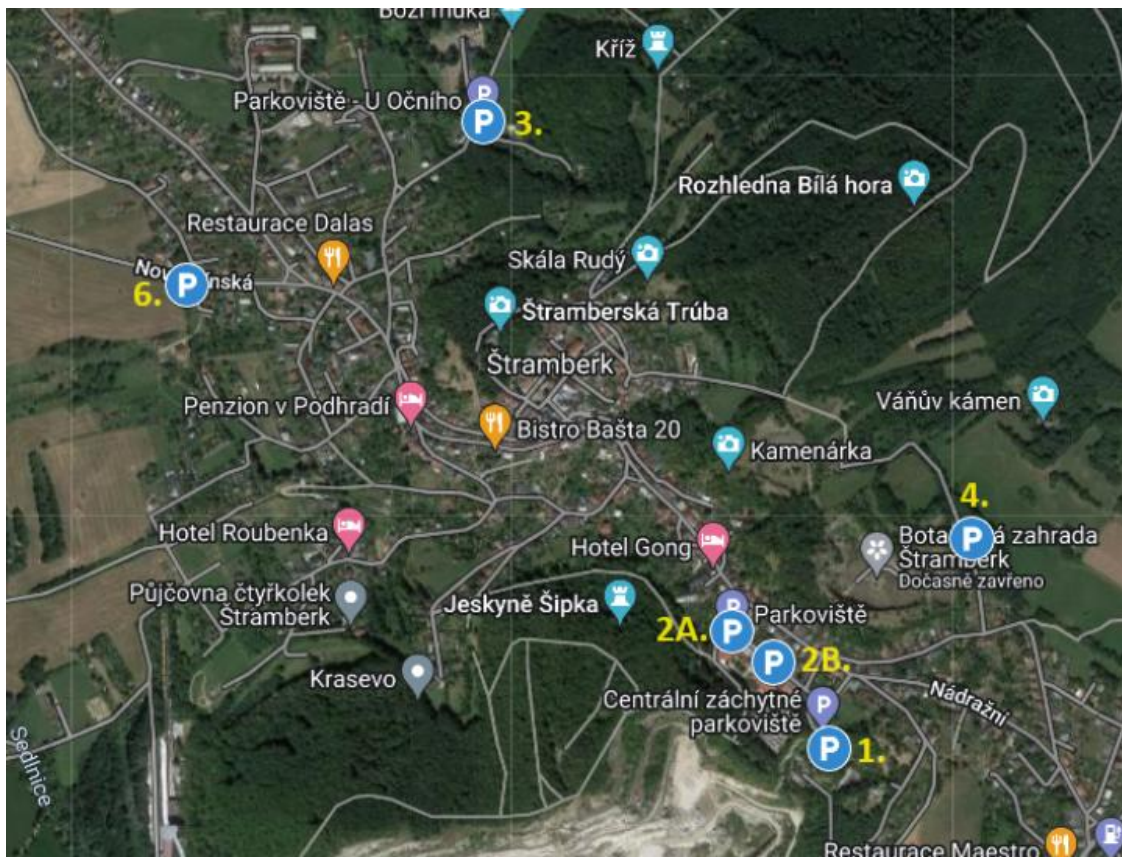 Boží muka
Kříž
Parkoviště - U Očního
P
P
3.
Rozhledna Bílá hora
Restaurace Dalas
Skála Rudý
6.
P
Štramberská Trúba
Štramberk
Penzion v Podhradí
Bistro Bašta 20
Váňův kámen
Kamenárka
4.
P
Hotel Roubenka
Hotel Gong
zahrada
Štramberk
Dočasně zavřeno
Půjčovna čtyřkolek
Štramberk
Jeskyně Šipka
2A.
P
Parkoviště
P
2B.
Krasevo
Centrální záchytné
parkoviště
P
Nádražní
P
1.
Sedlnice
Restaurace Maestro